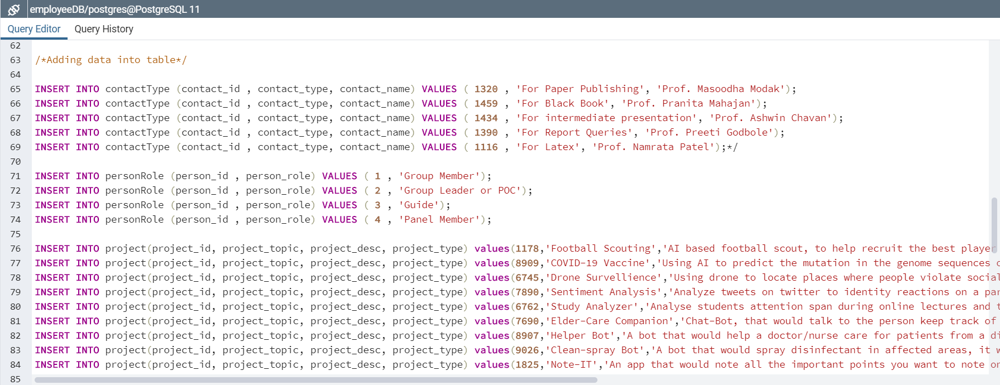 employeeDB/postgres@PostgreSQL 11
Query Editor Query History
62
63 /*Adding data into table*/
64
65 INSERT INTO contactType (contact_id , contact_type, contact_name) VALUES ( 1320 , 'For Paper Publishing', 'Prof. Masoodha Modak');
66 INSERT INTO contactType (contact_id , contact_type, contact_name) VALUES ( 1459 , 'For Black Book', 'Prof. Pranita Mahajan');
67 INSERT INTO contactType (contact_id , contact_type, contact_name) VALUES ( 1434 , 'For intermediate presentation', 'Prof. Ashwin Chavan');
68 INSERT INTO contactType (contact_id , contact_type, contact_name) VALUES ( 1390 , 'For Report Queries', 'Prof. Preeti Godbole');
69 INSERT INTO contactType (contact_id , contact_type, contact_name) VALUES ( 1116 , 'For Latex', 'Prof. Namrata Patel');*/
70
71 INSERT INTO personRole (person_id , person_role) VALUES ( 1 , 'Group Member');
72 INSERT INTO personRole (person_id , person_role) VALUES ( 2 , 'Group Leader or POC');
73 INSERT INTO personRole (person_id , person_role) VALUES ( 3 , 'Guide');
74 INSERT INTO personRole (person_id , person_role) VALUES ( 4 , 'Panel Member');
75
76 INSERT INTO project(project_id, project_topic, project_desc, project_type) values(1178,'Football Scouting','AI based football scout, to help recruit the best player
77 INSERT INTO project(project_id, project_topic, project_desc, project_type) values(8909,'COVID-19 Vaccine','Using AI to predict the mutation in the genome sequences
78 INSERT INTO project(project_id, project_topic, project_desc, project_type) values(6745,'Drone Survellience','Using drone to locate places where people violate social
79 INSERT INTO project(project_id, project_topic, project_desc, project_type) values(7890,'Sentiment Analysis','Analyze tweets on twitter to identity reactions on a
80 INSERT INTO project(project_id, project_topic, project_desc, project_type) values(6762,'Study Analyzer','Analyse students attention span during online lectures and
81 INSERT INTO project(project_id, project_topic, project_desc, project_type) values(7690,'Elder-Care Companion','Chat-Bot, that would talk to the person keep track of
82 INSERT INTO project(project_id, project_topic, project_desc, project_type) values(8907,'Helper Bot','A bot that would help a doctor/nurse care for patients from a
83 INSERT INTO project(project_id, project_topic, project_desc, project_type) values(9026,'Clean-spray Bot','A bot that would spray disinfectant in affected areas, it
84 INSERT INTO project(project_id, project_topic, project_desc, project_type) values(1825,'Note-IT','An app that would note all the important points you want to note
85